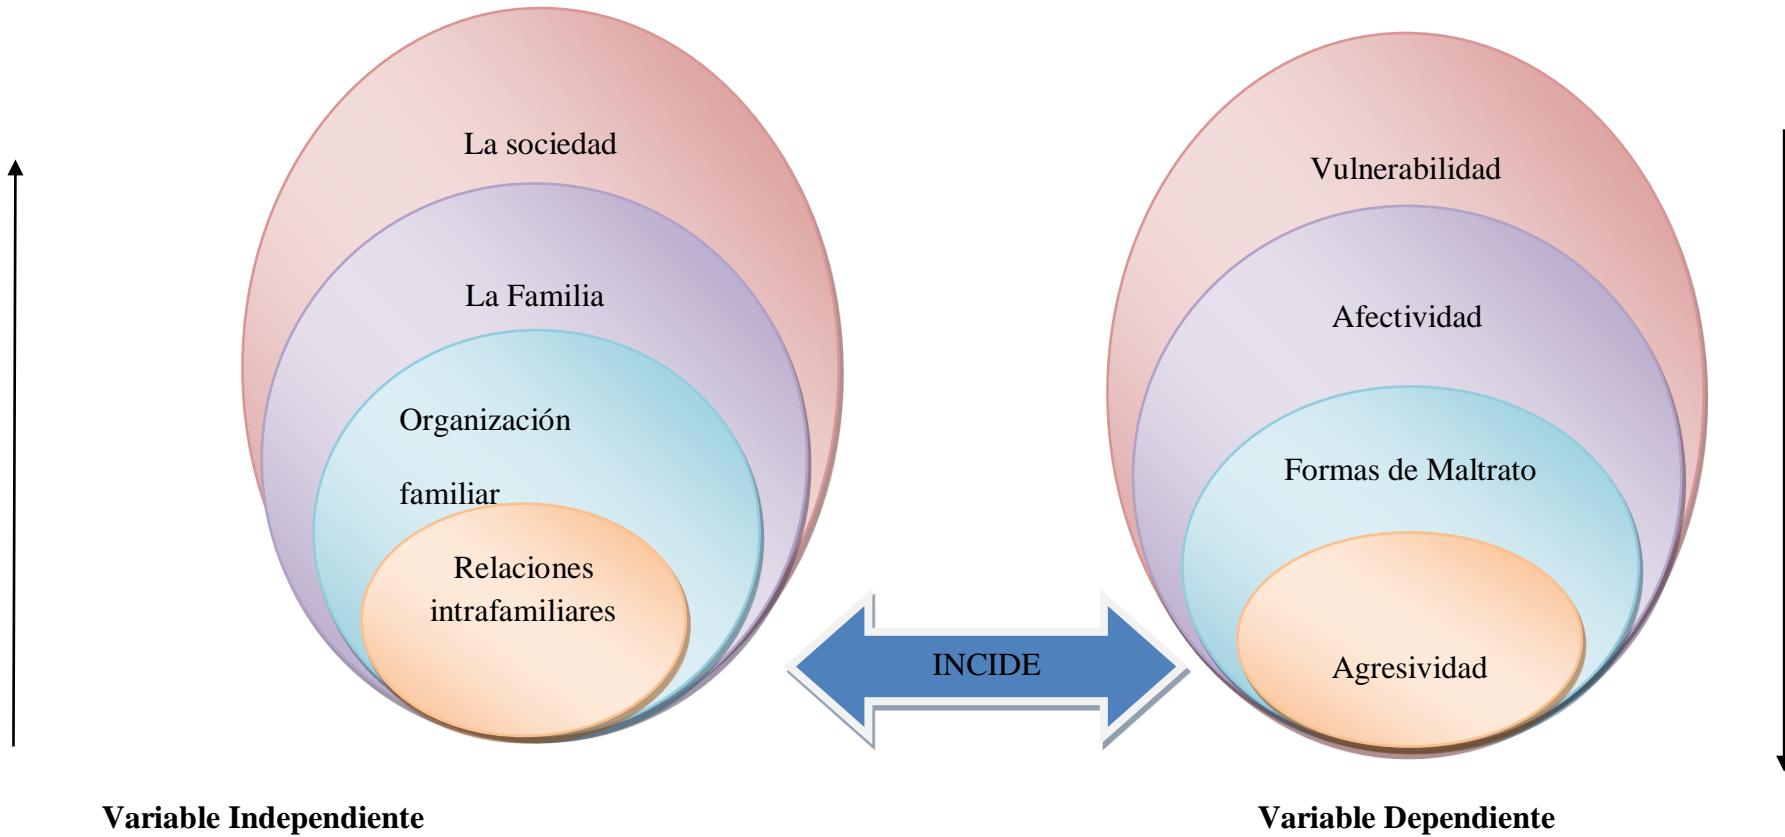 La sociedad
La Familia
Organización
familiar
Relaciones
intrafamiliares
INCIDE
Vulnerabilidad
Afectividad
Formas de Maltrato
Agresividad
Variable Independiente
Variable Dependiente